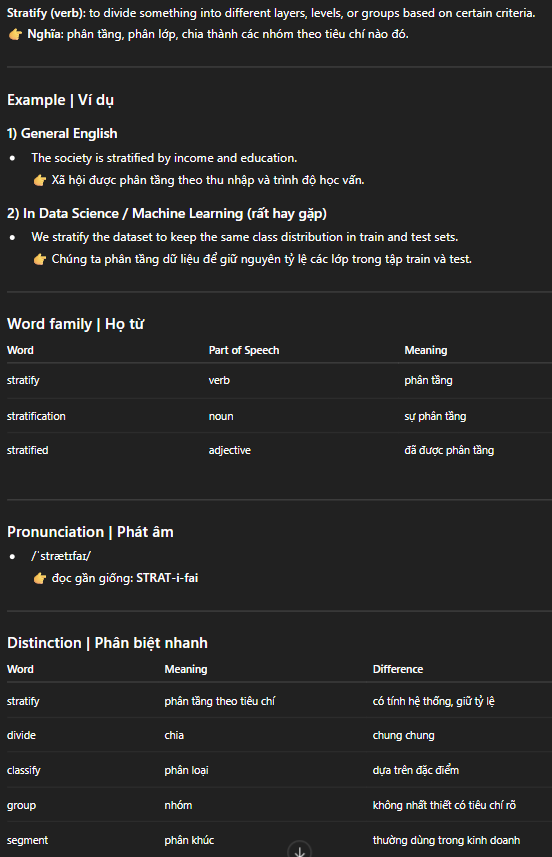 Stratify (verb): to divide something into different layers, levels, or groups based on certain criteria.
👉 Nghĩa: phân tầng, phân lớp, chia thành các nhóm theo tiêu chí nào đó.
Example | Ví dụ
1) General English
• The society is stratified by income and education.
👉 Xã hội được phân tầng theo thu nhập và trình độ học vấn.
2) In Data Science / Machine Learning (rất hay gặp)
• We stratify the dataset to keep the same class distribution in train and test sets.
👉 Chúng ta phân tầng dữ liệu để giữ nguyên tỷ lệ các lớp trong tập train và test.
Word family | Họ từ
Word Part of Speech Meaning
stratify verb phân tầng
stratification noun sự phân tầng
stratified adjective đã được phân tầng
Pronunciation | Phát âm
• /ˈstrætɪfaɪ/
👉 đọc gần giống: STRAT-i-fai
Distinction | Phân biệt nhanh
Word Meaning Difference
stratify phân tầng theo tiêu chí có tính hệ thống, giữ tỷ lệ
divide chia chung chung
classify phân loại dựa trên đặc điểm
group nhóm không nhất thiết có tiêu chí rõ
segment phân khúc thường dùng trong kinh doanh